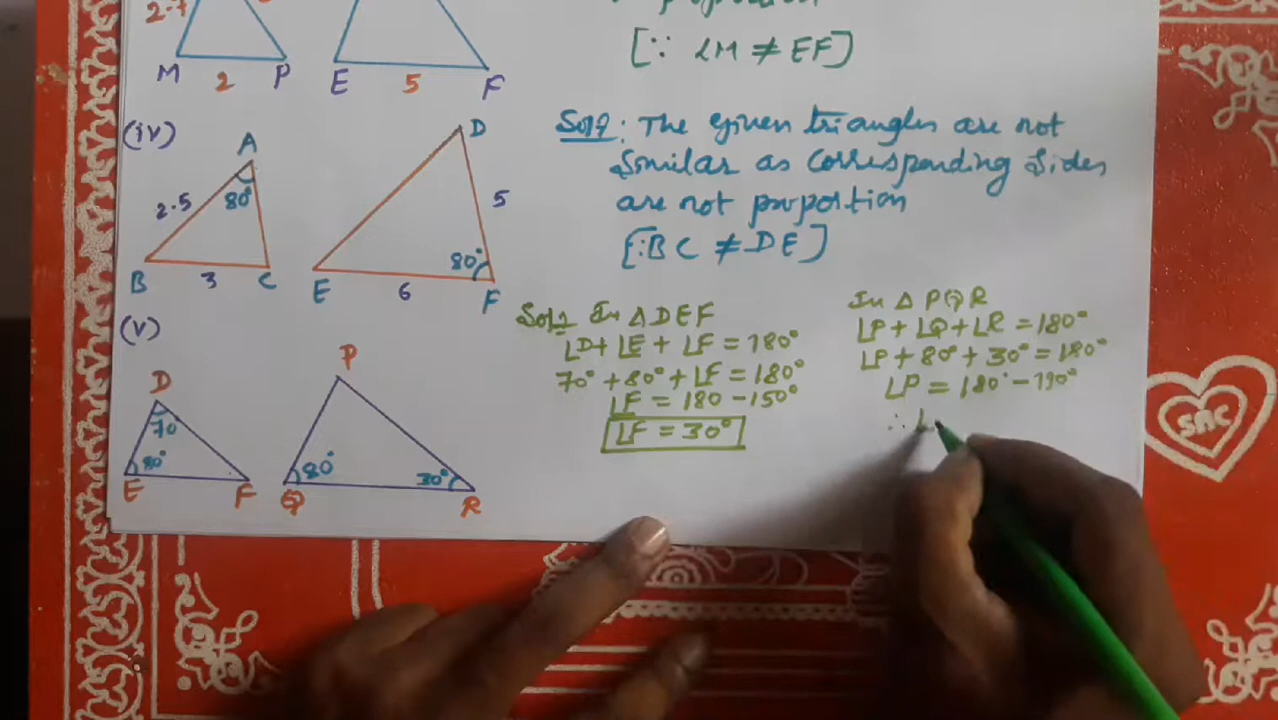 2.7
M 2 P E 5 F
[∵ LM ≠ EF]
(iv)
A
2.5
80°
B 3 C
D
5
80°
E 6 F
Soln: The given triangles are not
Similar as Corresponding Sides
are not proportion
[∵BC ≠ DE]
(v)
D
70°
80°
E F
P
80°
30°
Q R
Soln In Δ DEF
∠D + ∠E + ∠F = 180°
70° + 80° + ∠F = 180°
∠F = 180 - 150°
∠F = 30°
In Δ PQR
∠P + ∠Q + ∠R = 180°
∠P + 80° + 30° = 180°
∠P = 180° - 110°
∴ ∠
SAC